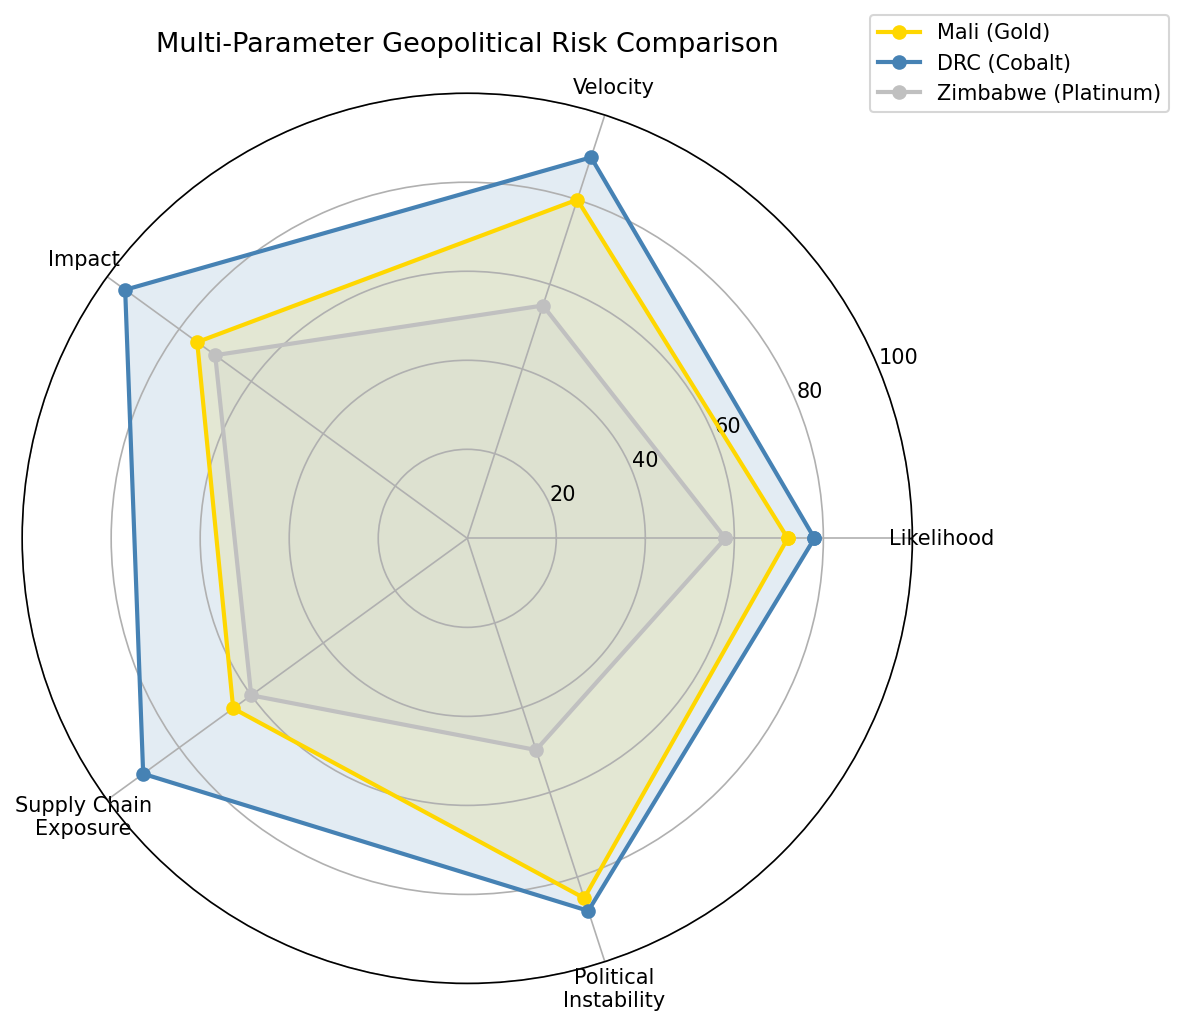 Multi-Parameter Geopolitical Risk Comparison
Mali (Gold)
DRC (Cobalt)
Zimbabwe (Platinum)
Velocity
Impact
100
80
60
40
20
Likelihood
Supply Chain
Exposure
Political
Instability